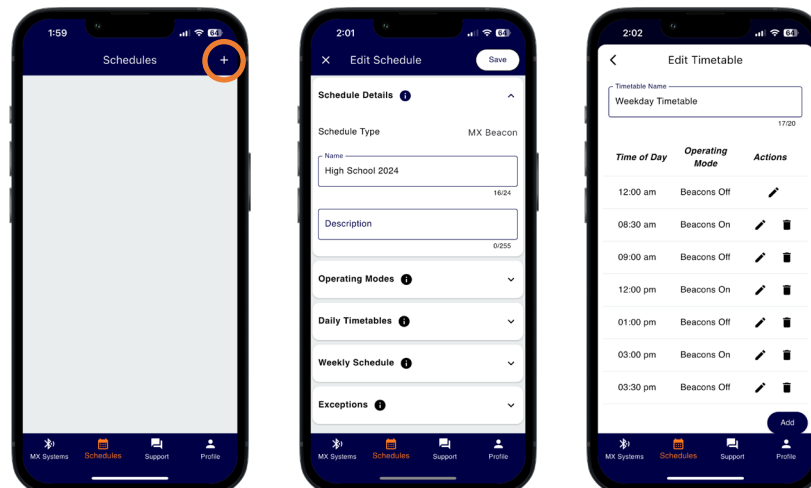 1:59
64
Schedules
+
MX Systems
Schedules
Support
Profile
2:01
64
× Edit Schedule Save
Schedule Details i
Schedule Type MX Beacon
Name
High School 2024
16/24
Description
0/255
Operating Modes i
Daily Timetables i
Weekly Schedule i
Exceptions i
MX Systems
Schedules
Support
Profile
2:02
64
Edit Timetable
Timetable Name
Weekday Timetable
17/20
Time of Day Operating Mode Actions
12:00 am Beacons Off
08:30 am Beacons On
09:00 am Beacons Off
12:00 pm Beacons On
01:00 pm Beacons Off
03:00 pm Beacons On
03:30 pm Beacons Off
Add
MX Systems
Schedules
Support
Profile